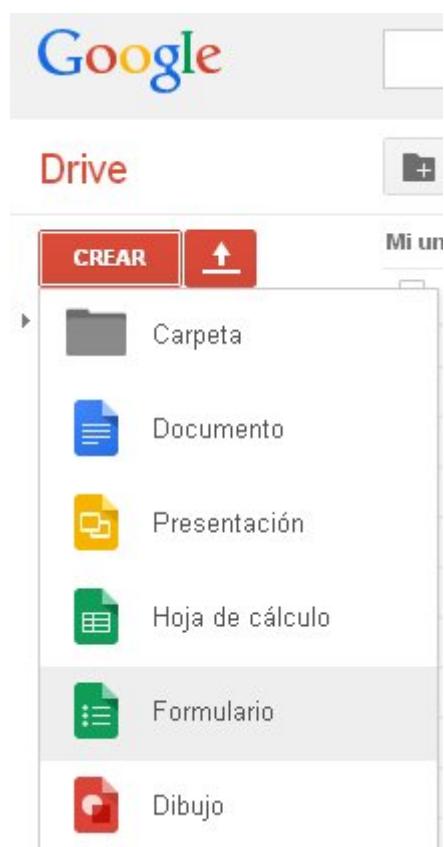 Google
Drive
CREAR
Mi un
Carpeta
Documento
Presentación
Hoja de cálculo
Formulario
Dibujo